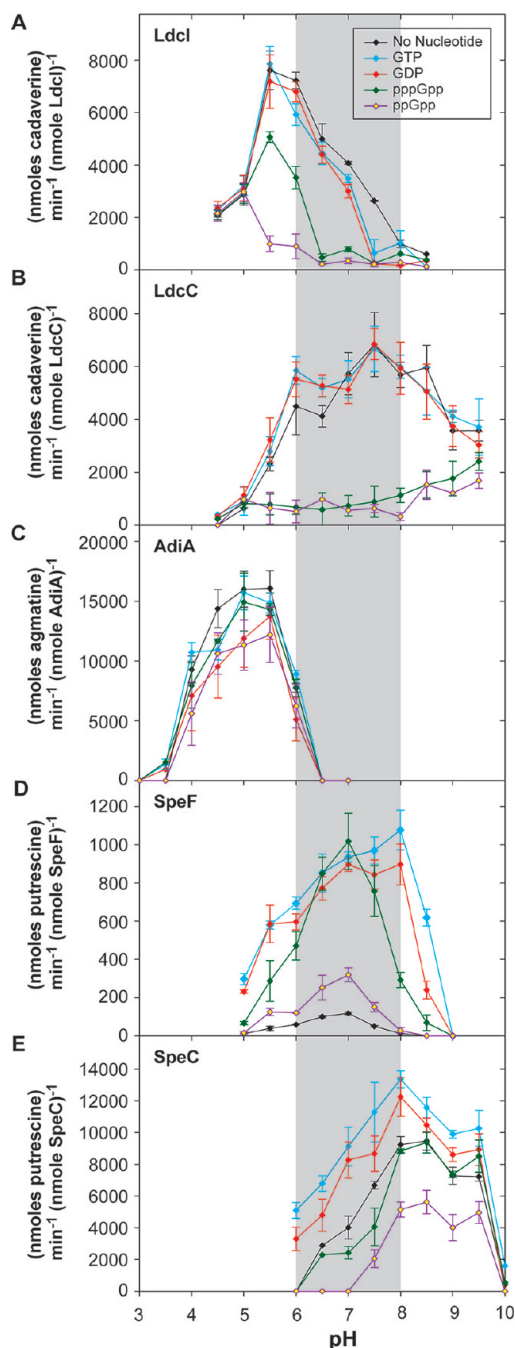 A
LdcI
No Nucleotide
GTP
GDP
pppGpp
ppGpp
(nmoles cadaverine)
min⁻¹ (nmole LdcI)⁻¹
8000
6000
4000
2000
0
B
LdcC
(nmoles cadaverine)
min⁻¹ (nmole LdcC)⁻¹
8000
6000
4000
2000
0
C
AdiA
(nmoles agmatine)
min⁻¹ (nmole AdiA)⁻¹
20000
15000
10000
5000
0
D
SpeF
(nmoles putrescine)
min⁻¹ (nmole SpeF)⁻¹
1200
1000
800
600
400
200
0
E
SpeC
(nmoles putrescine)
min⁻¹ (nmole SpeC)⁻¹
14000
12000
10000
8000
6000
4000
2000
0
3 4 5 6 7 8 9 10
pH